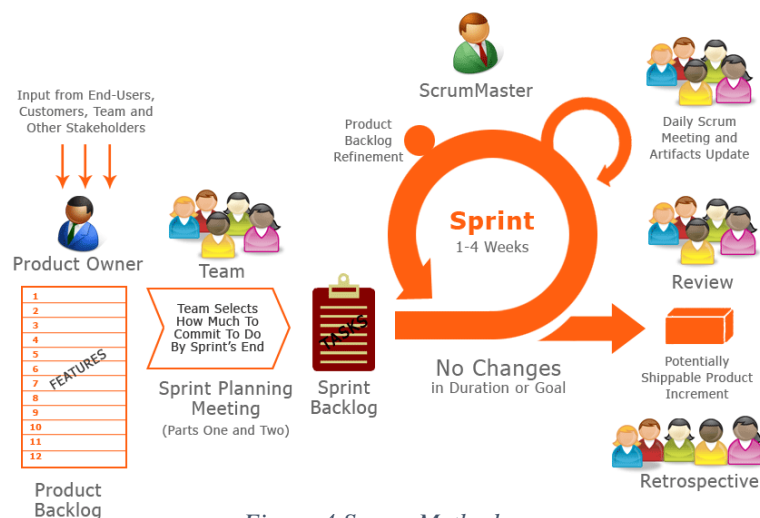 Input from End-Users,
Customers, Team and
Other Stakeholders
Product Owner
1
2
3
4
5
6
7
8
9
10
11
12
FEATURES
Product
Backlog
Team
Team Selects
How Much To
Commit To Do
By Sprint's End
Sprint Planning
Meeting
(Parts One and Two)
TASKS
Sprint
Backlog
ScrumMaster
Product
Backlog
Refinement
Sprint
1-4 Weeks
No Changes
in Duration or Goal
Daily Scrum
Meeting and
Artifacts Update
Review
Potentially
Shippable Product
Increment
Retrospective